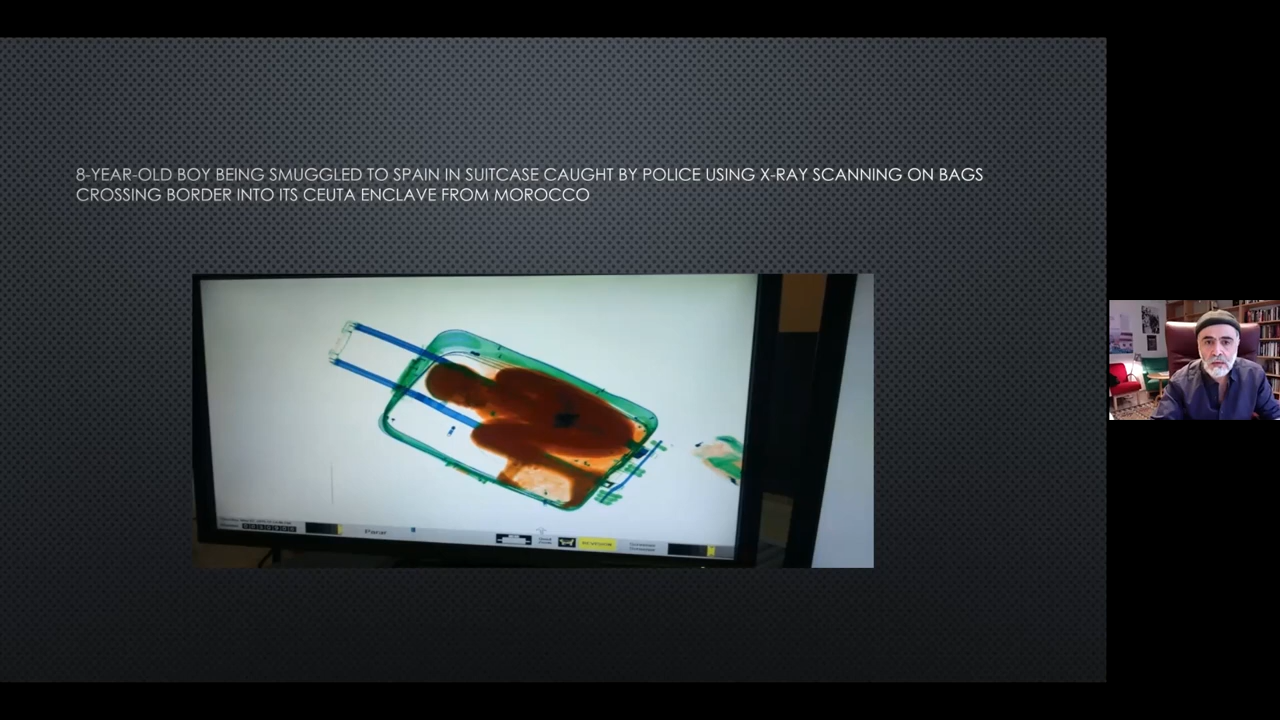 8-YEAR-OLD BOY BEING SMUGGLED TO SPAIN IN SUITCASE CAUGHT BY POLICE USING X-RAY SCANNING ON BAGS
CROSSING BORDER INTO ITS CEUTA ENCLAVE FROM MOROCCO